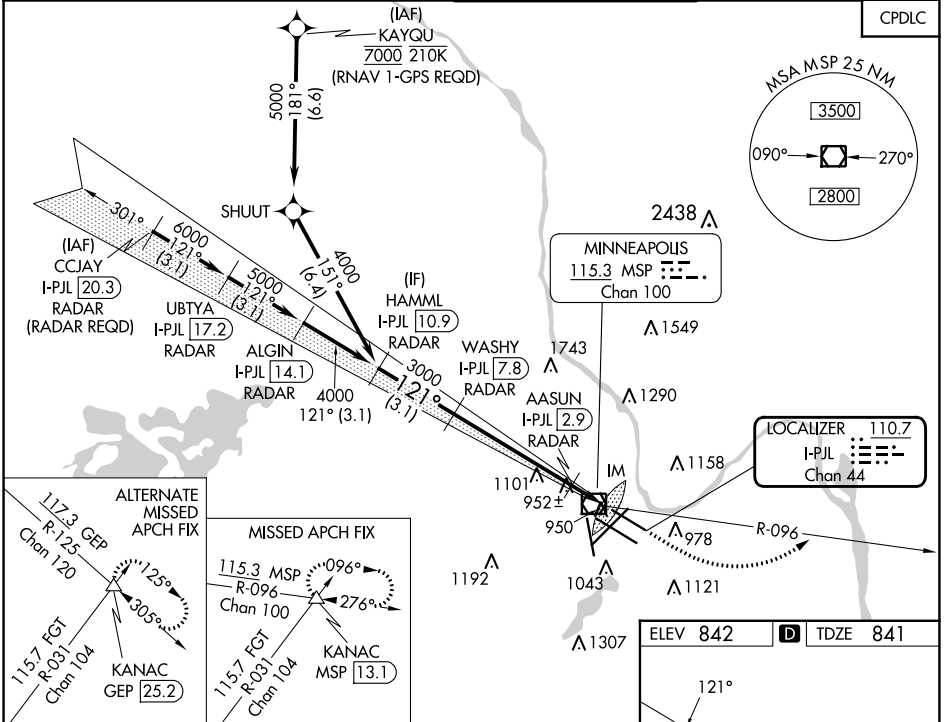 CPDLC
(IAF)
KAYQU
7000 210K
(RNAV 1-GPS REQD)
5000
181°
(6.6)
MSA MSP 25 NM
3500
090°
270°
2800
SHUUT
2438
301°
6000
121°
(3.1)
5000
121°
(3.1)
4000
151°
(6.4)
(IAF)
CCJAY
I-PJL 20.3
RADAR
(RADAR REQD)
UBTYA
I-PJL 17.2
RADAR
ALGIN
I-PJL 14.1
RADAR
4000
121° (3.1)
(IF)
HAMML
I-PJL 10.9
RADAR
3000
121°
(3.1)
WASHY
I-PJL 7.8
RADAR
AASUN
I-PJL 2.9
RADAR
MINNEAPOLIS
115.3 MSP
Chan 100
1549
1743
1290
LOCALIZER 110.7
I-PJL
Chan 44
1158
IM
1101
952±
950
978
R-096
1192
1043
1121
1307
ALTERNATE
MISSED
APCH FIX
117.3 GEP
R-125
Chan 120
125°
305°
115.7 FGT
R-031
Chan 104
KANAC
GEP 25.2
MISSED APCH FIX
115.3 MSP
R-096
Chan 100
096°
276°
115.7 FGT
R-031
Chan 104
KANAC
MSP 13.1
ELEV 842 D TDZE 841
121°